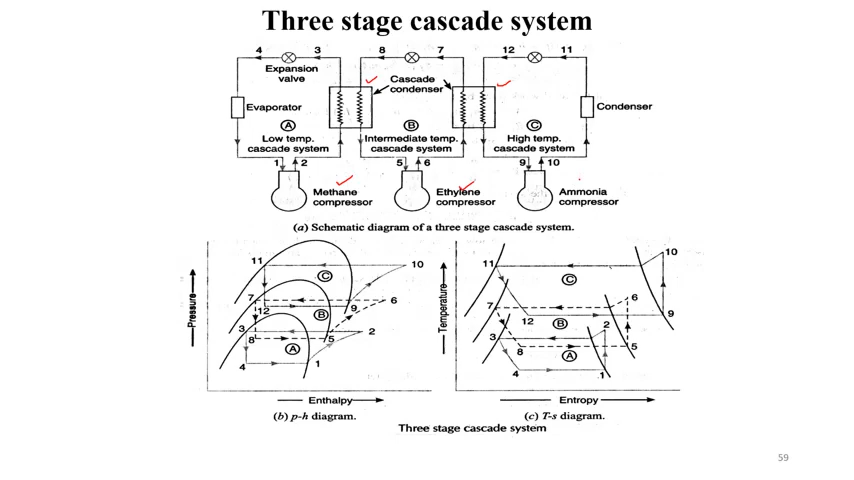 Three stage cascade system
4 3 8 7 12 11
Expansion
valve
Cascade
condenser
Evaporator
Condenser
A B C
Low temp.
cascade system
Intermediate temp.
cascade system
High temp.
cascade system
1 2 5 6 9 10
Methane
compressor
Ethylene
compressor
Ammonia
compressor
(a) Schematic diagram of a three stage cascade system.
Pressure
11 10
C
7 6
12 9
B
3 2
8 5
A
4 1
Enthalpy
(b) p-h diagram.
Temperature
10
11
C
7 6
12 9
B 2
3
8 5
A
4 1
Entropy
(c) T-s diagram.
Three stage cascade system
59